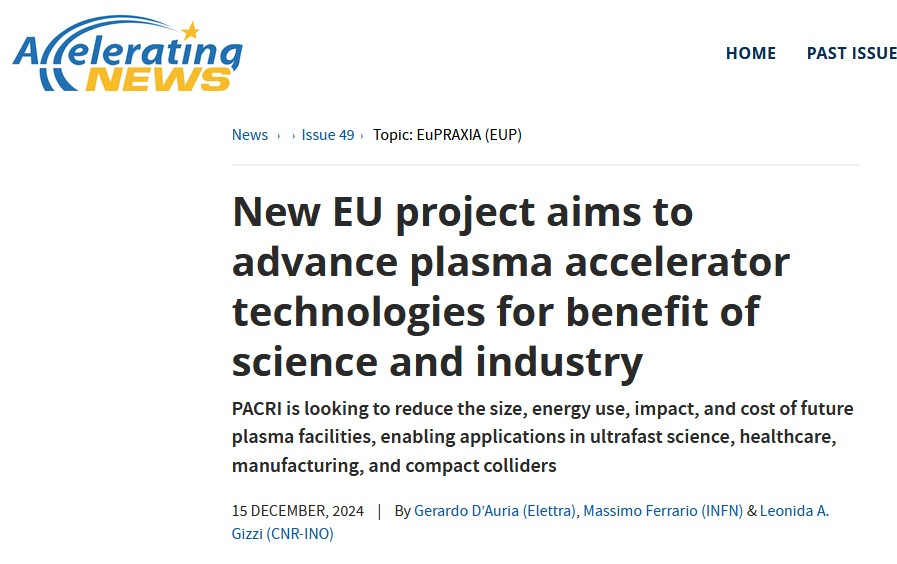 Accelerating
NEWS
HOME PAST ISSUE
News › › Issue 49 › Topic: EuPRAXIA (EUP)
New EU project aims to
advance plasma accelerator
technologies for benefit of
science and industry
PACRI is looking to reduce the size, energy use, impact, and cost of future
plasma facilities, enabling applications in ultrafast science, healthcare,
manufacturing, and compact colliders
15 DECEMBER, 2024 | By Gerardo D’Auria (Elettra), Massimo Ferrario (INFN) & Leonida A.
Gizzi (CNR-INO)